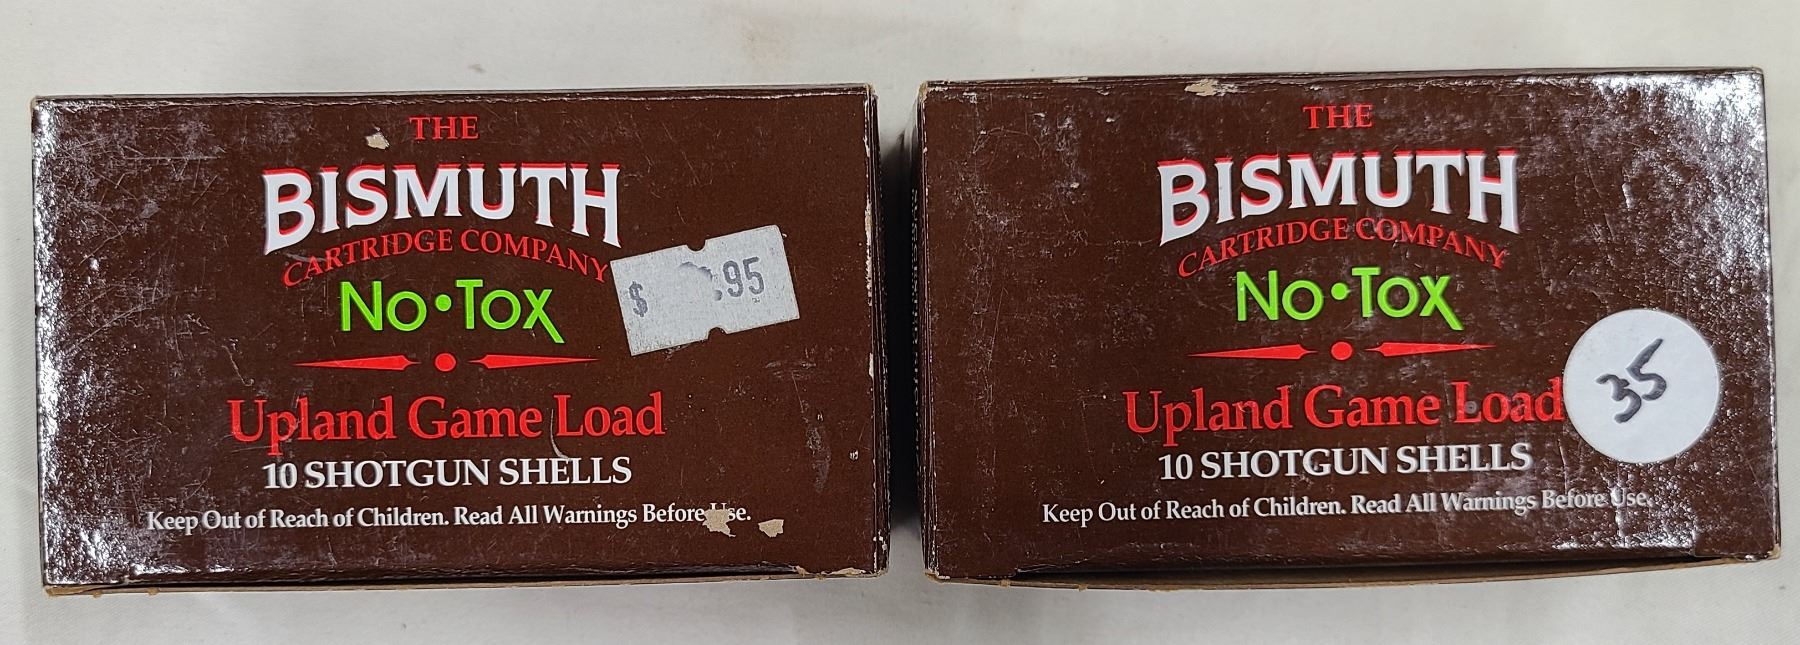 THE
BISMUTH
CARTRIDGE COMPANY
No•Tox
$ .95
Upland Game Load
10 SHOTGUN SHELLS
Keep Out of Reach of Children. Read All Warnings Before Use.
THE
BISMUTH
CARTRIDGE COMPANY
No•Tox
Upland Game Load
35
10 SHOTGUN SHELLS
Keep Out of Reach of Children. Read All Warnings Before Use.